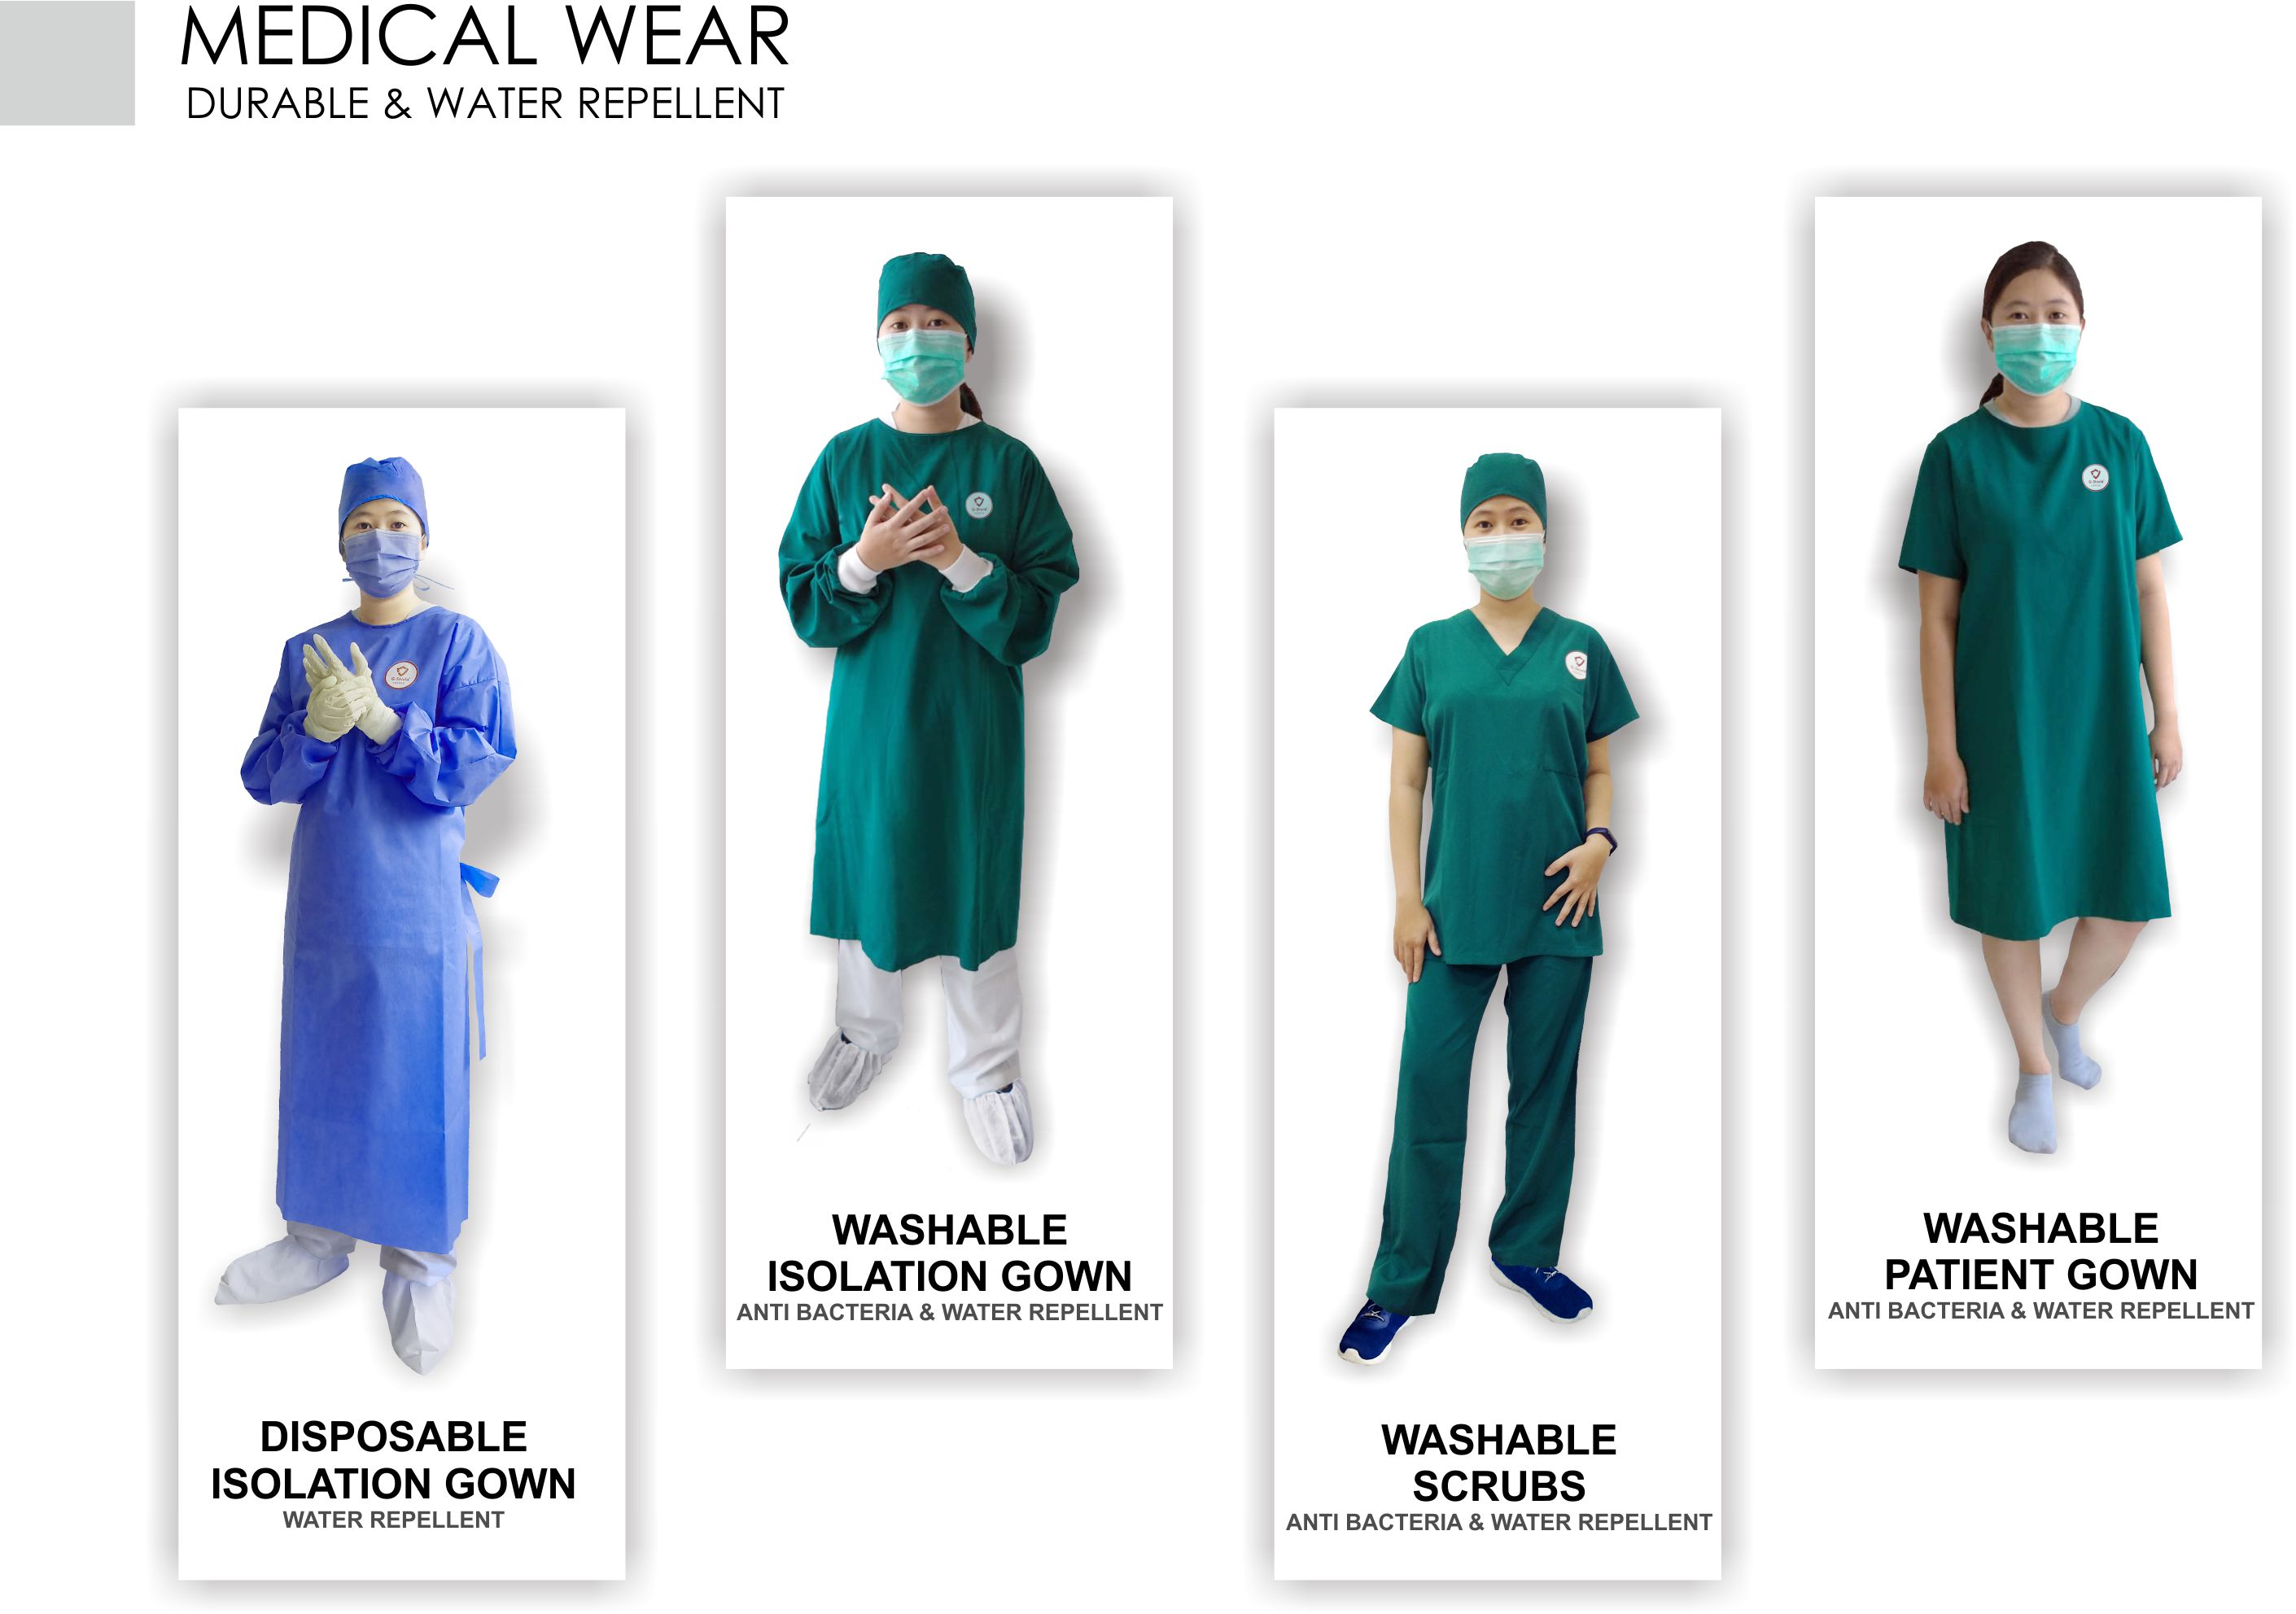 MEDICAL WEAR
DURABLE & WATER REPELLENT
DISPOSABLE
ISOLATION GOWN
WATER REPELLENT
WASHABLE
ISOLATION GOWN
ANTI BACTERIA & WATER REPELLENT
WASHABLE
SCRUBS
ANTI BACTERIA & WATER REPELLENT
WASHABLE
PATIENT GOWN
ANTI BACTERIA & WATER REPELLENT